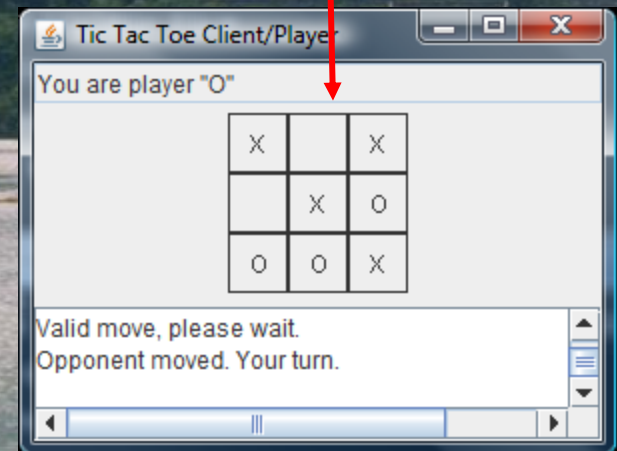 Tic Tac Toe Client/Player
You are player "O"
X X
X O
O O X
Valid move, please wait.
Opponent moved. Your turn.